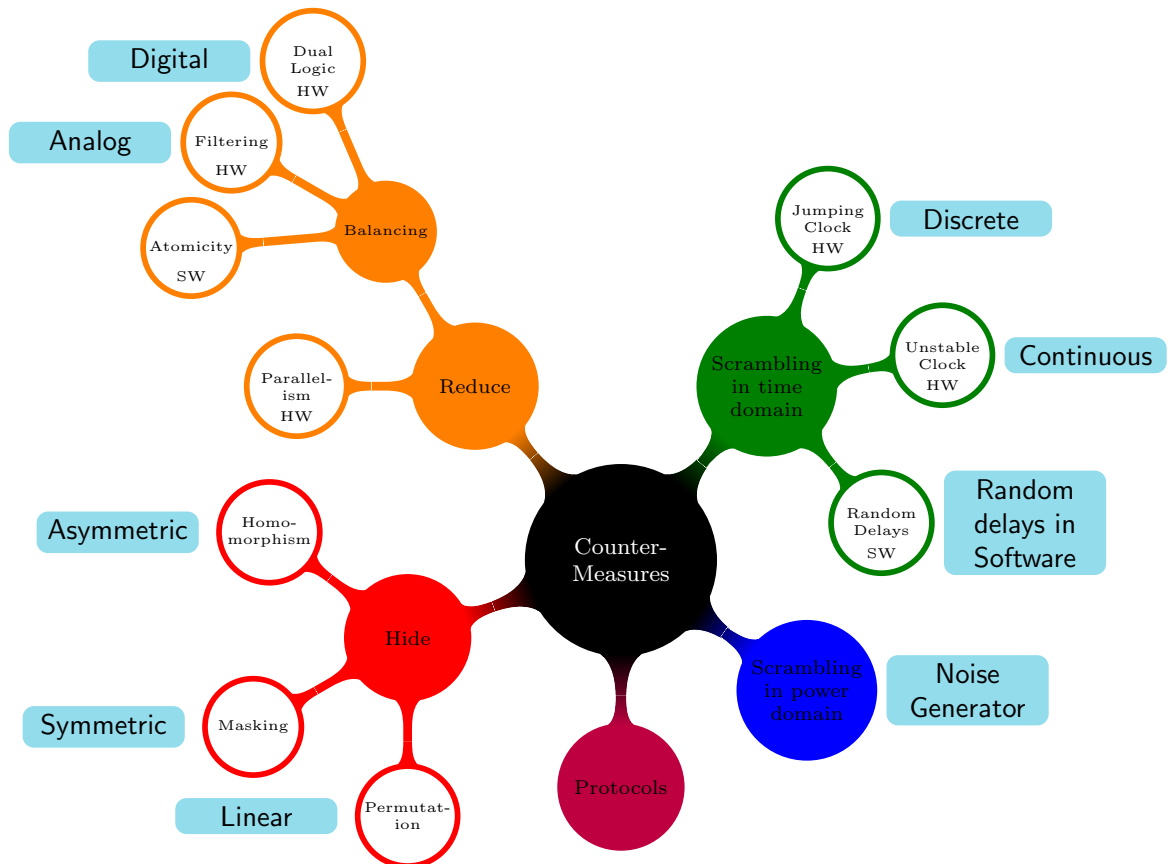 Digital
Dual
Logic
HW
Analog
Filtering
HW
Atomicity
SW
Balancing
Parallel-
ism
HW
Reduce
Jumping
Clock
HW
Discrete
Unstable
Clock
HW
Continuous
Scrambling
in time
domain
Random
Delays
SW
Random
delays in
Software
Counter-
Measures
Asymmetric
Homo-
morphism
Hide
Symmetric
Masking
Linear
Permutat-
ion
Protocols
Scrambling
in power
domain
Noise
Generator